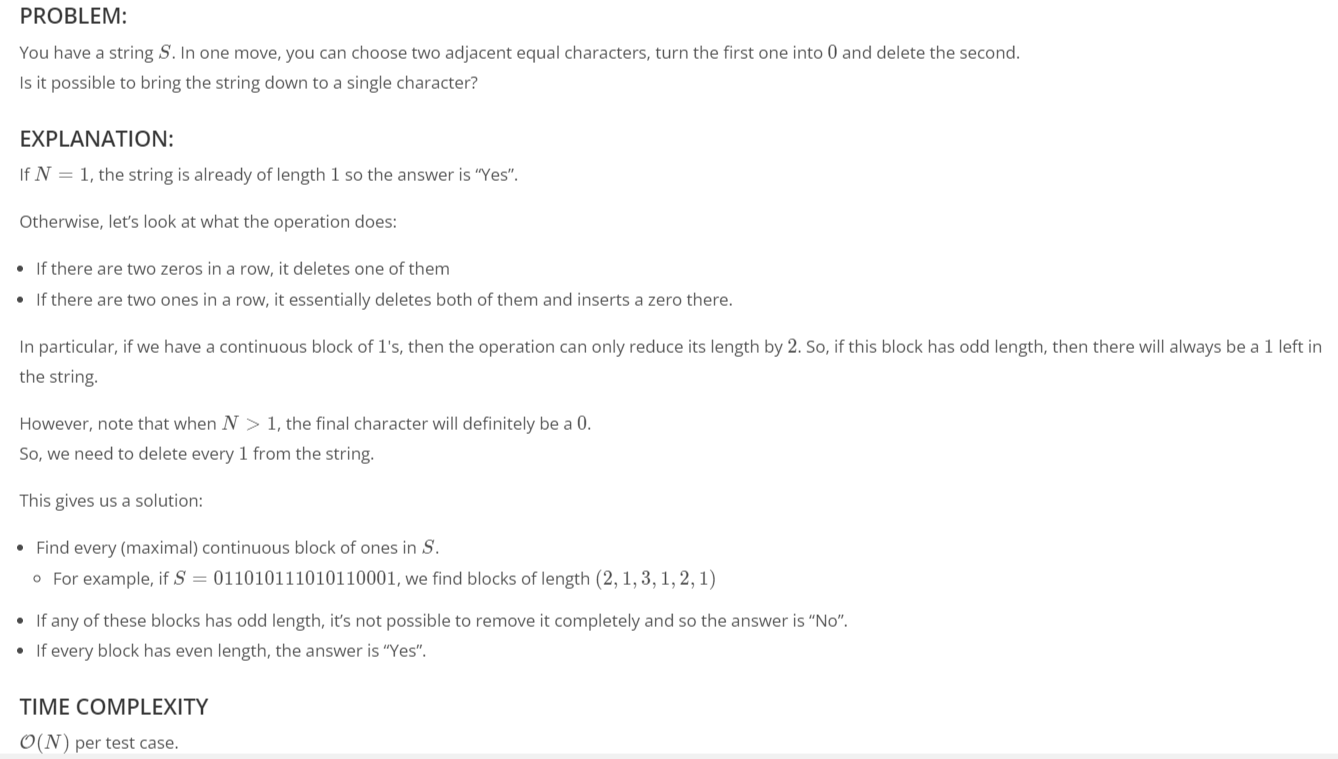 PROBLEM:
You have a string S. In one move, you can choose two adjacent equal characters, turn the first one into 0 and delete the second.
Is it possible to bring the string down to a single character?
EXPLANATION:
If N = 1, the string is already of length 1 so the answer is “Yes”.
Otherwise, let’s look at what the operation does:
• If there are two zeros in a row, it deletes one of them
• If there are two ones in a row, it essentially deletes both of them and inserts a zero there.
In particular, if we have a continuous block of 1's, then the operation can only reduce its length by 2. So, if this block has odd length, then there will always be a 1 left in
the string.
However, note that when N > 1, the final character will definitely be a 0.
So, we need to delete every 1 from the string.
This gives us a solution:
• Find every (maximal) continuous block of ones in S.
○ For example, if S = 011010111010110001, we find blocks of length (2, 1, 3, 1, 2, 1)
• If any of these blocks has odd length, it’s not possible to remove it completely and so the answer is “No”.
• If every block has even length, the answer is “Yes”.
TIME COMPLEXITY
𝒪(N) per test case.